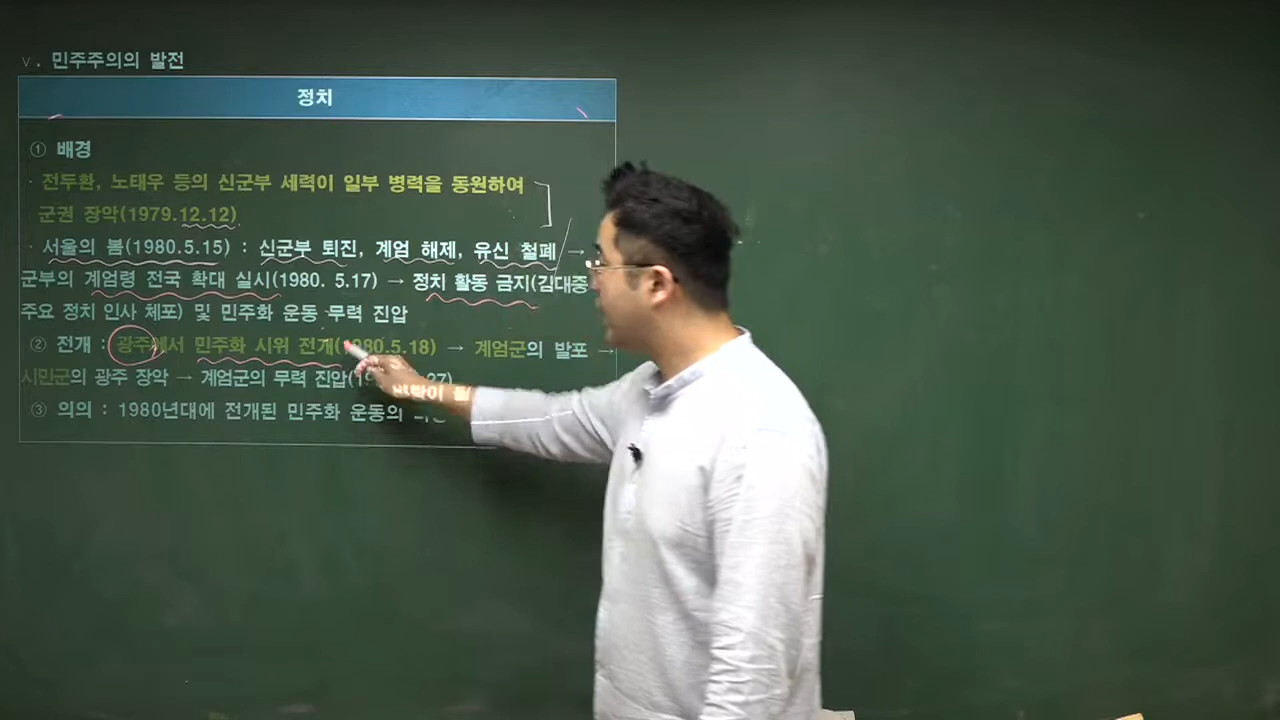 v. 민주주의의 발전
정치
① 배경
· 전두환, 노태우 등의 신군부 세력이 일부 병력을 동원하여
군권 장악(1979.12.12).
· 서울의 봄(1980.5.15) : 신군부 퇴진, 계엄 해제, 유신 철폐 →
군부의 계엄령 전국 확대 실시(1980. 5.17) → 정치 활동 금지(김대중
주요 정치 인사 체포) 및 민주화 운동 무력 진압
② 전개 : 광주에서 민주화 시위 전개(1980.5.18) → 계엄군의 발포 →
시민군의 광주 장악 → 계엄군의 무력 진압
③ 의의 : 1980년대에 전개된 민주화 운동의